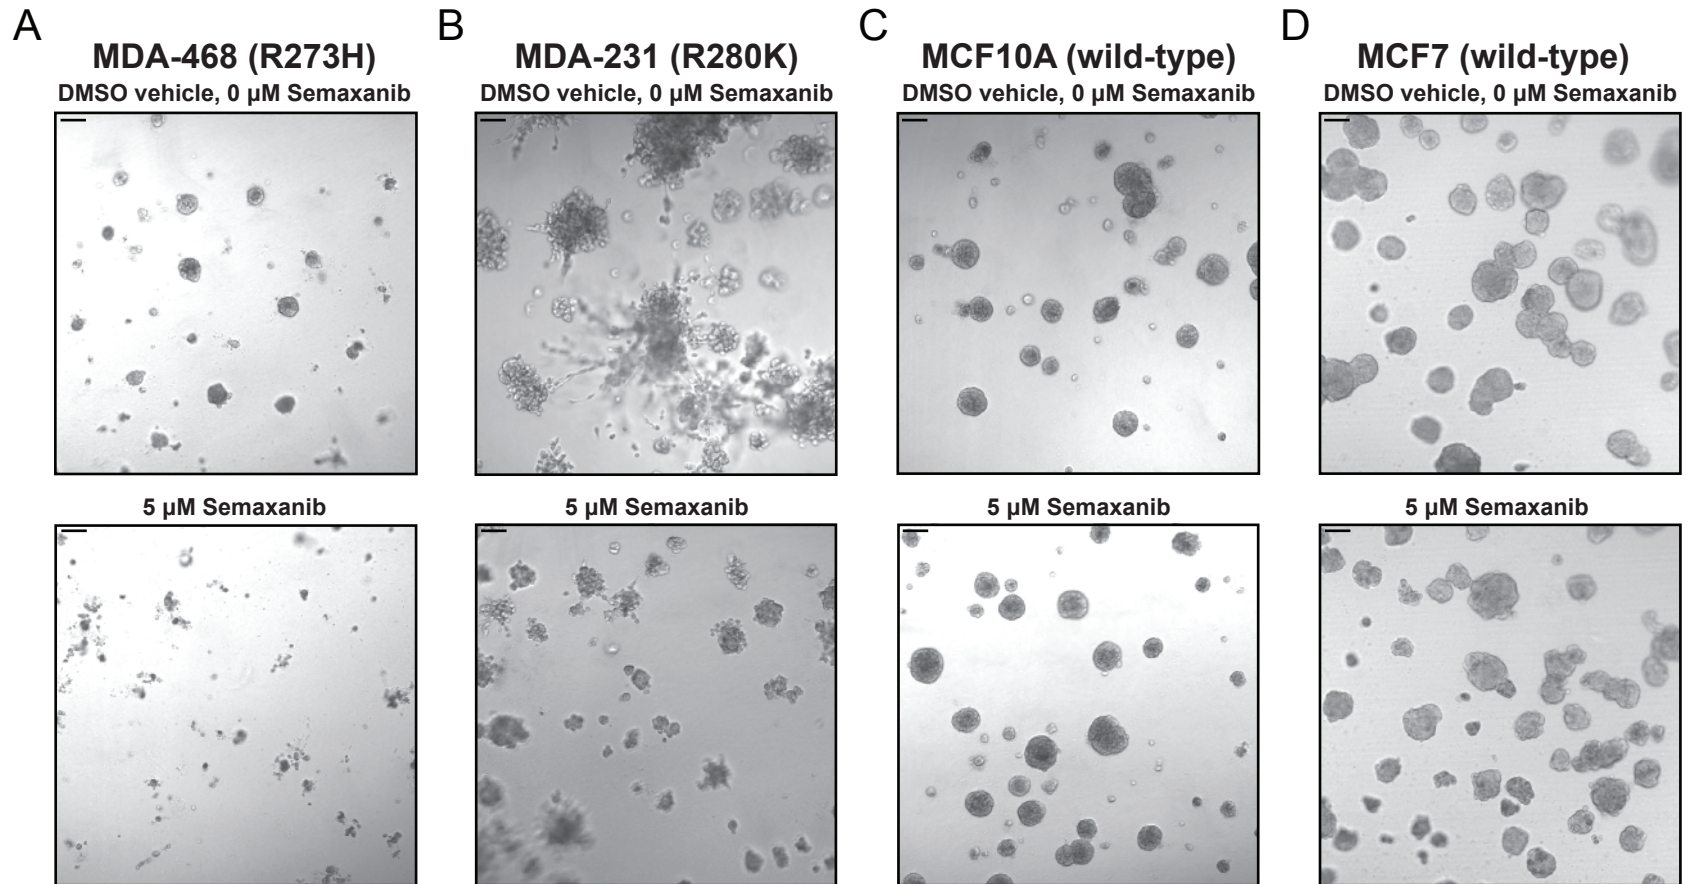 A
MDA-468 (R273H)
DMSO vehicle, 0 µM Semaxanib
5 µM Semaxanib
B
MDA-231 (R280K)
DMSO vehicle, 0 µM Semaxanib
5 µM Semaxanib
C
MCF10A (wild-type)
DMSO vehicle, 0 µM Semaxanib
5 µM Semaxanib
D
MCF7 (wild-type)
DMSO vehicle, 0 µM Semaxanib
5 µM Semaxanib